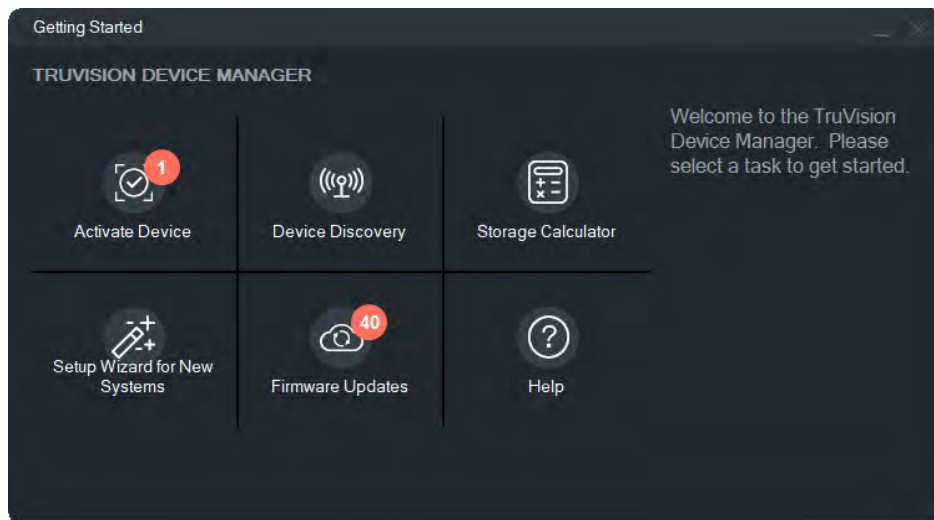 Getting Started
TRUVISION DEVICE MANAGER
1
Activate Device
Device Discovery
Storage Calculator
Setup Wizard for New
Systems
40
Firmware Updates
Help
Welcome to the TruVision
Device Manager. Please
select a task to get started.